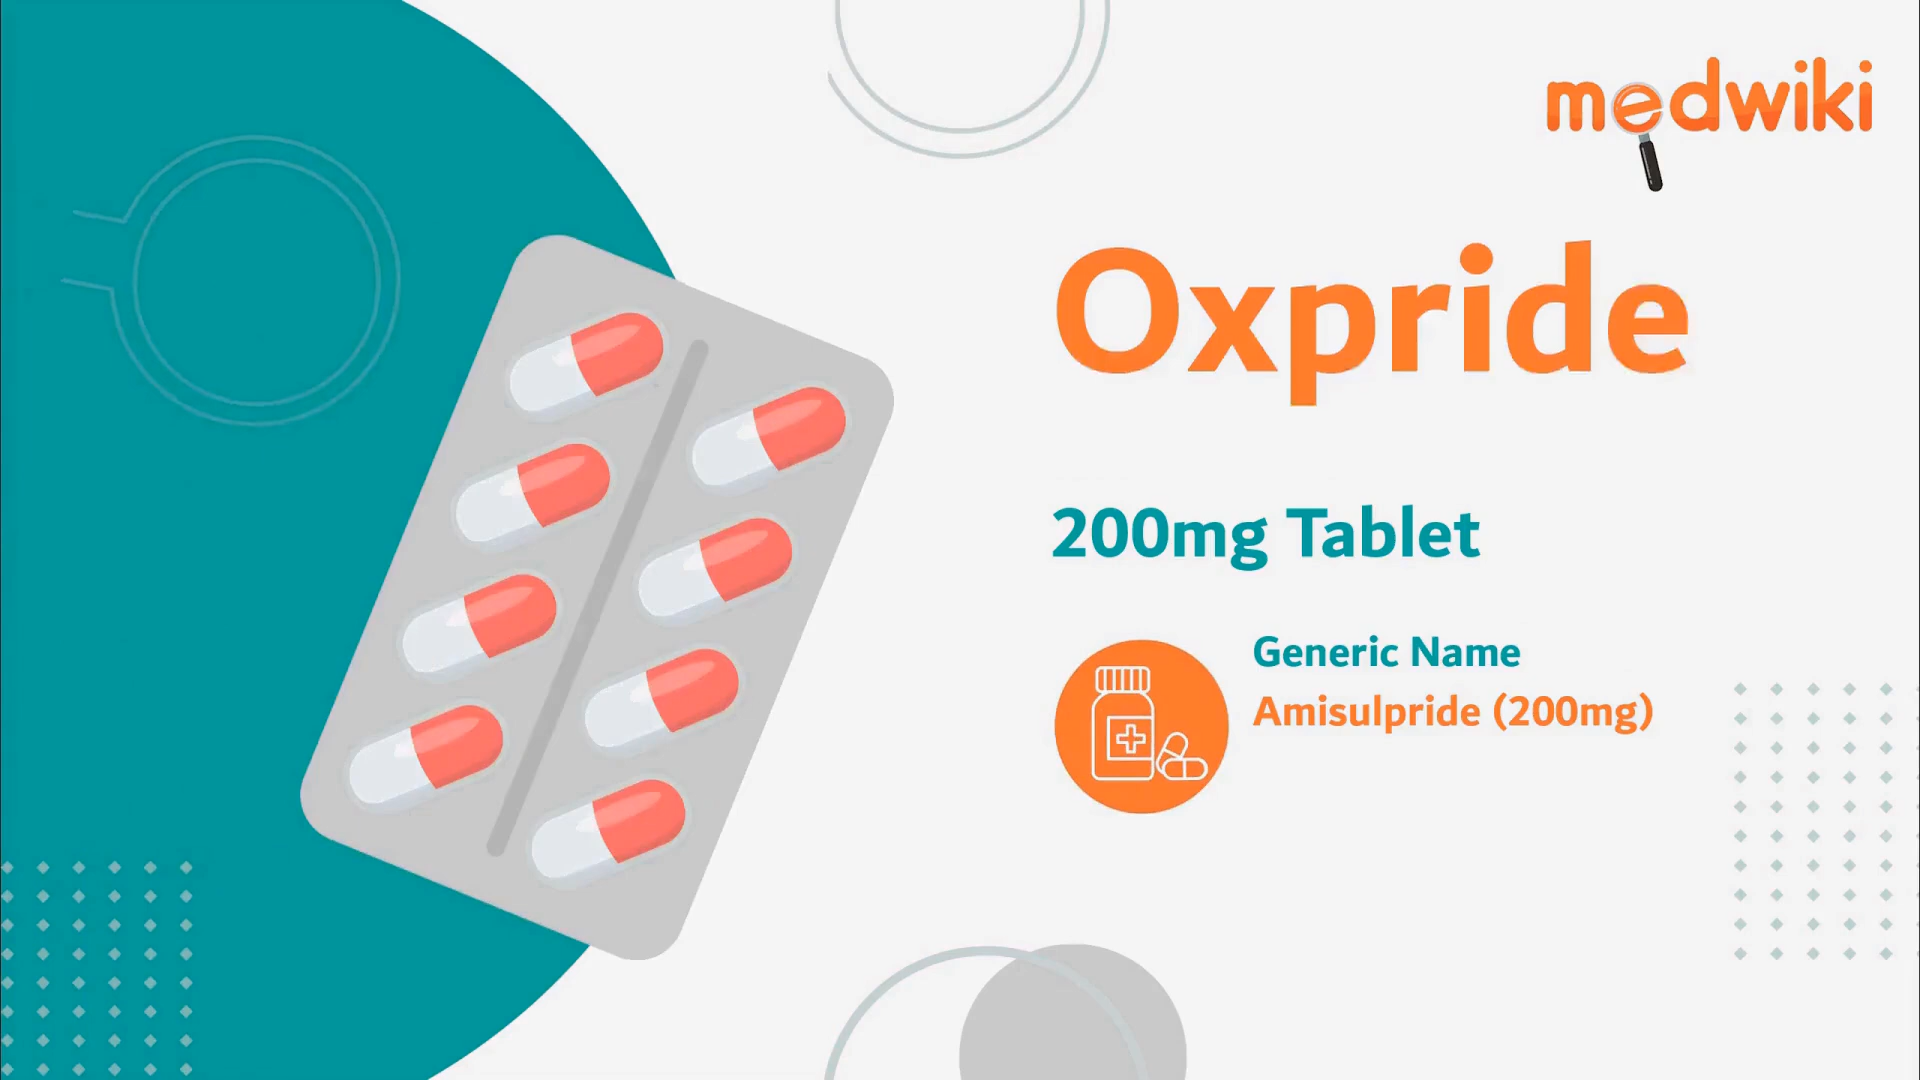 medwiki
Oxpride
200mg Tablet
Generic Name
Amisulpride (200mg)